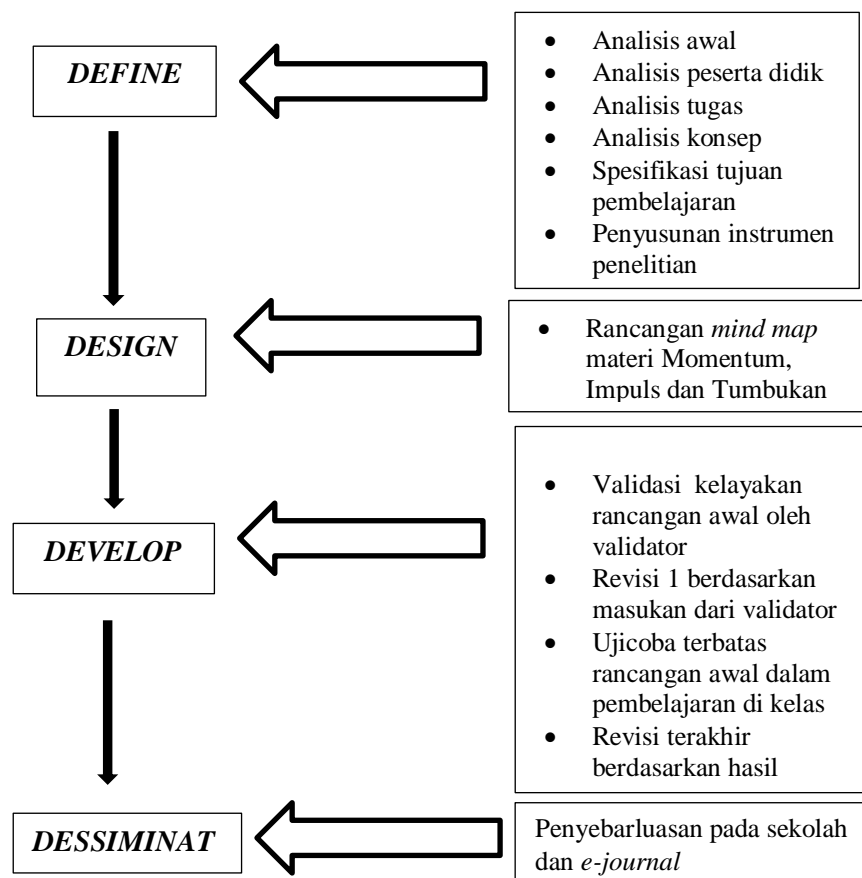 DEFINE
• Analisis awal
• Analisis peserta didik
• Analisis tugas
• Analisis konsep
• Spesifikasi tujuan
pembelajaran
• Penyusunan instrumen
penelitian
DESIGN
• Rancangan mind map
materi Momentum,
Impuls dan Tumbukan
DEVELOP
• Validasi kelayakan
rancangan awal oleh
validator
• Revisi 1 berdasarkan
masukan dari validator
• Ujicoba terbatas
rancangan awal dalam
pembelajaran di kelas
• Revisi terakhir
berdasarkan hasil
DESSIMINAT
Penyebarluasan pada sekolah
dan e-journal